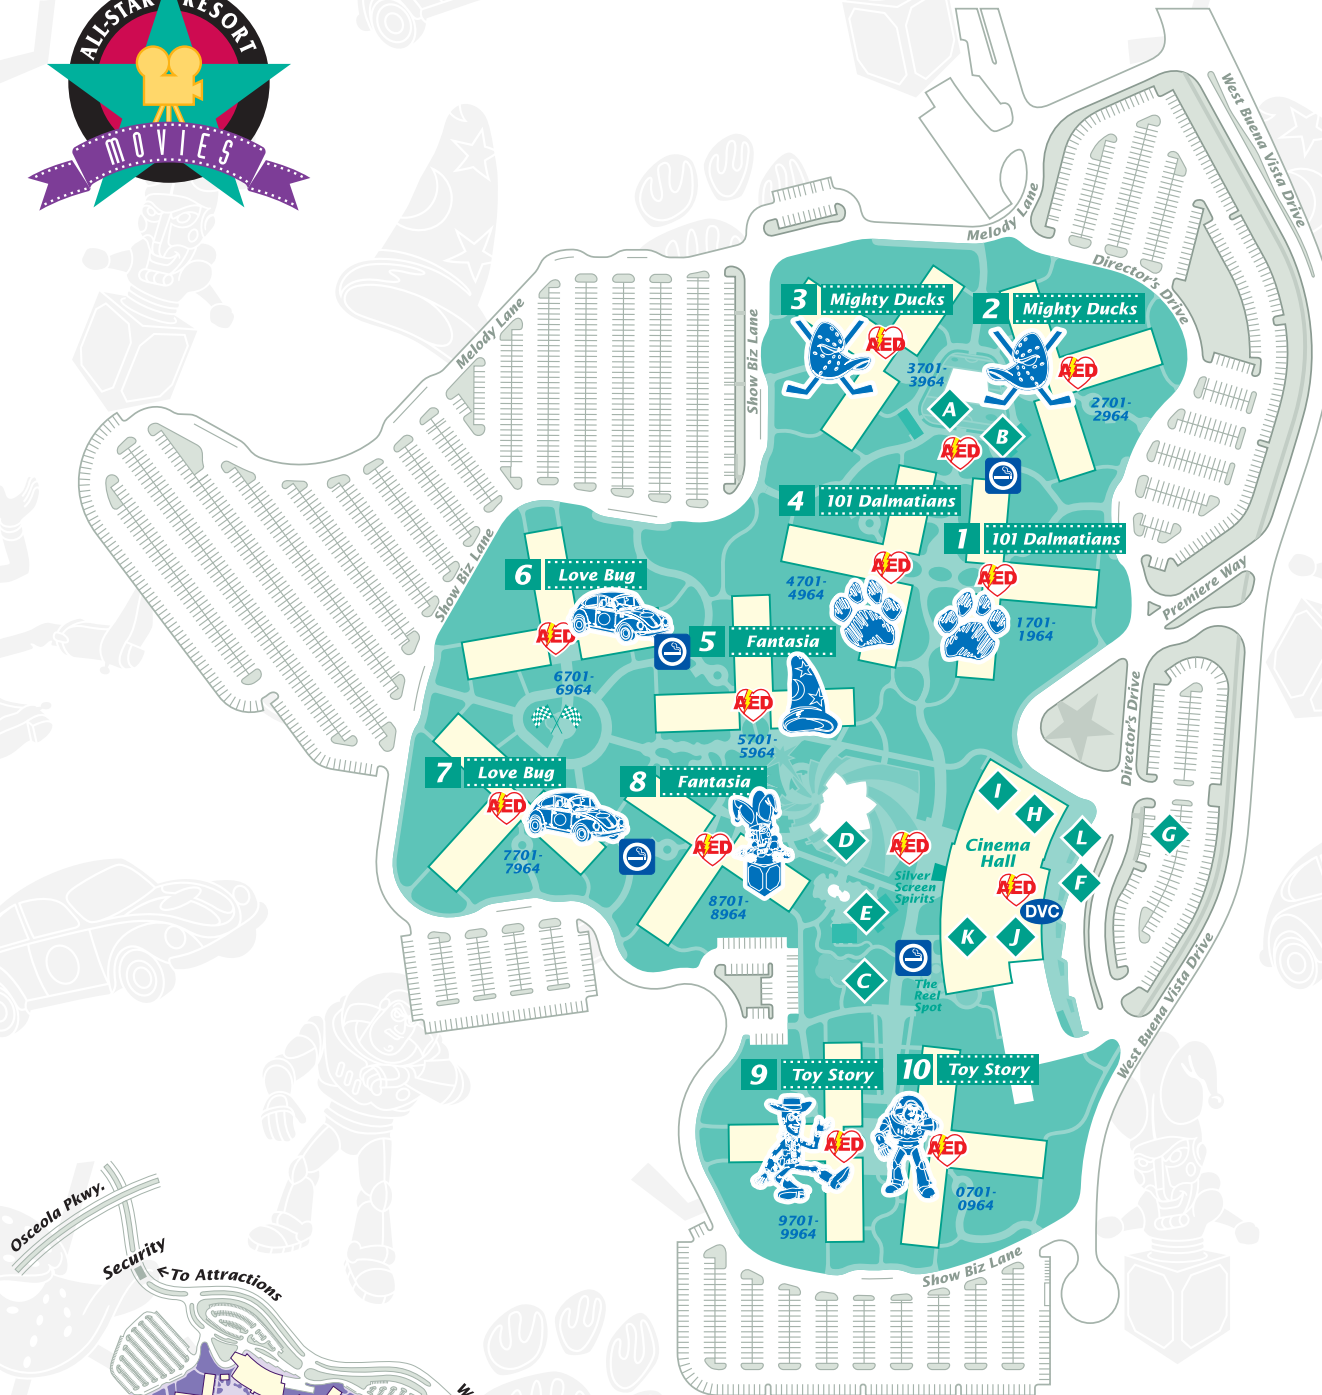 ALL-STAR RESORT
MOVIES
West Buena Vista Drive
Melody Lane
Director's Drive
3 Mighty Ducks
AED
3701-
3964
2 Mighty Ducks
AED
2701-
2964
Melody Lane
Show Biz Lane
A
B
AED
4 101 Dalmatians
AED
4701-
4964
1 101 Dalmatians
AED
1701-
1964
Premiere Way
Show Biz Lane
6 Love Bug
AED
6701-
6964
5 Fantasia
AED
5701-
5964
Director's Drive
7 Love Bug
AED
7701-
7964
8 Fantasia
AED
8701-
8964
I
H
Cinema
Hall
L
G
D
AED
AED
F
Silver
Screen
Spirits
DVC
E
K
J
C
The
Reel
Spot
West Buena Vista Drive
9 Toy Story
AED
9701-
9964
10 Toy Story
AED
0701-
0964
Show Biz Lane
Osceola Pkwy.
Security
To Attractions
W